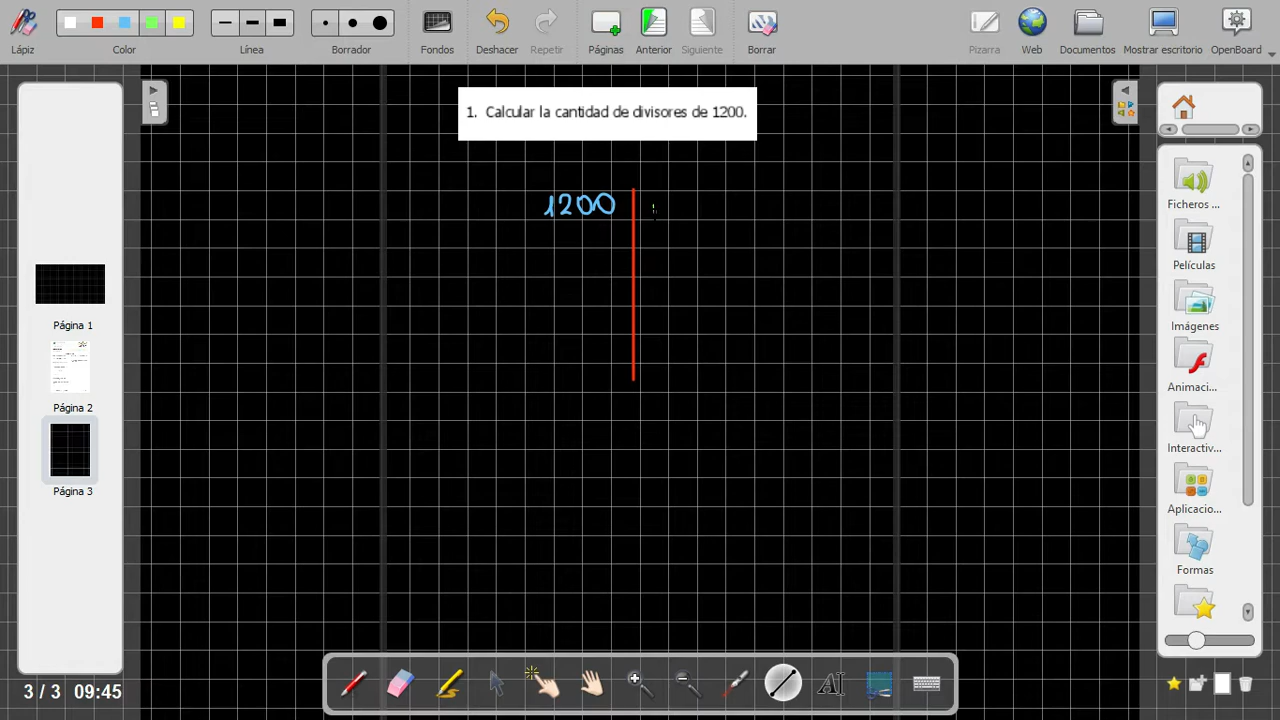 Lápiz
Color
Línea
Borrador
Fondos
Deshacer
Repetir
Páginas
Anterior
Siguiente
Borrar
Pizarra
Web
Documentos
Mostrar escritorio
OpenBoard
1. Calcular la cantidad de divisores de 1200.
1200
Página 1
Página 2
Página 3
Ficheros ...
Películas
Imágenes
Animaci...
Interactiv...
Aplicacio...
Formas
AI
3 / 3 09:45